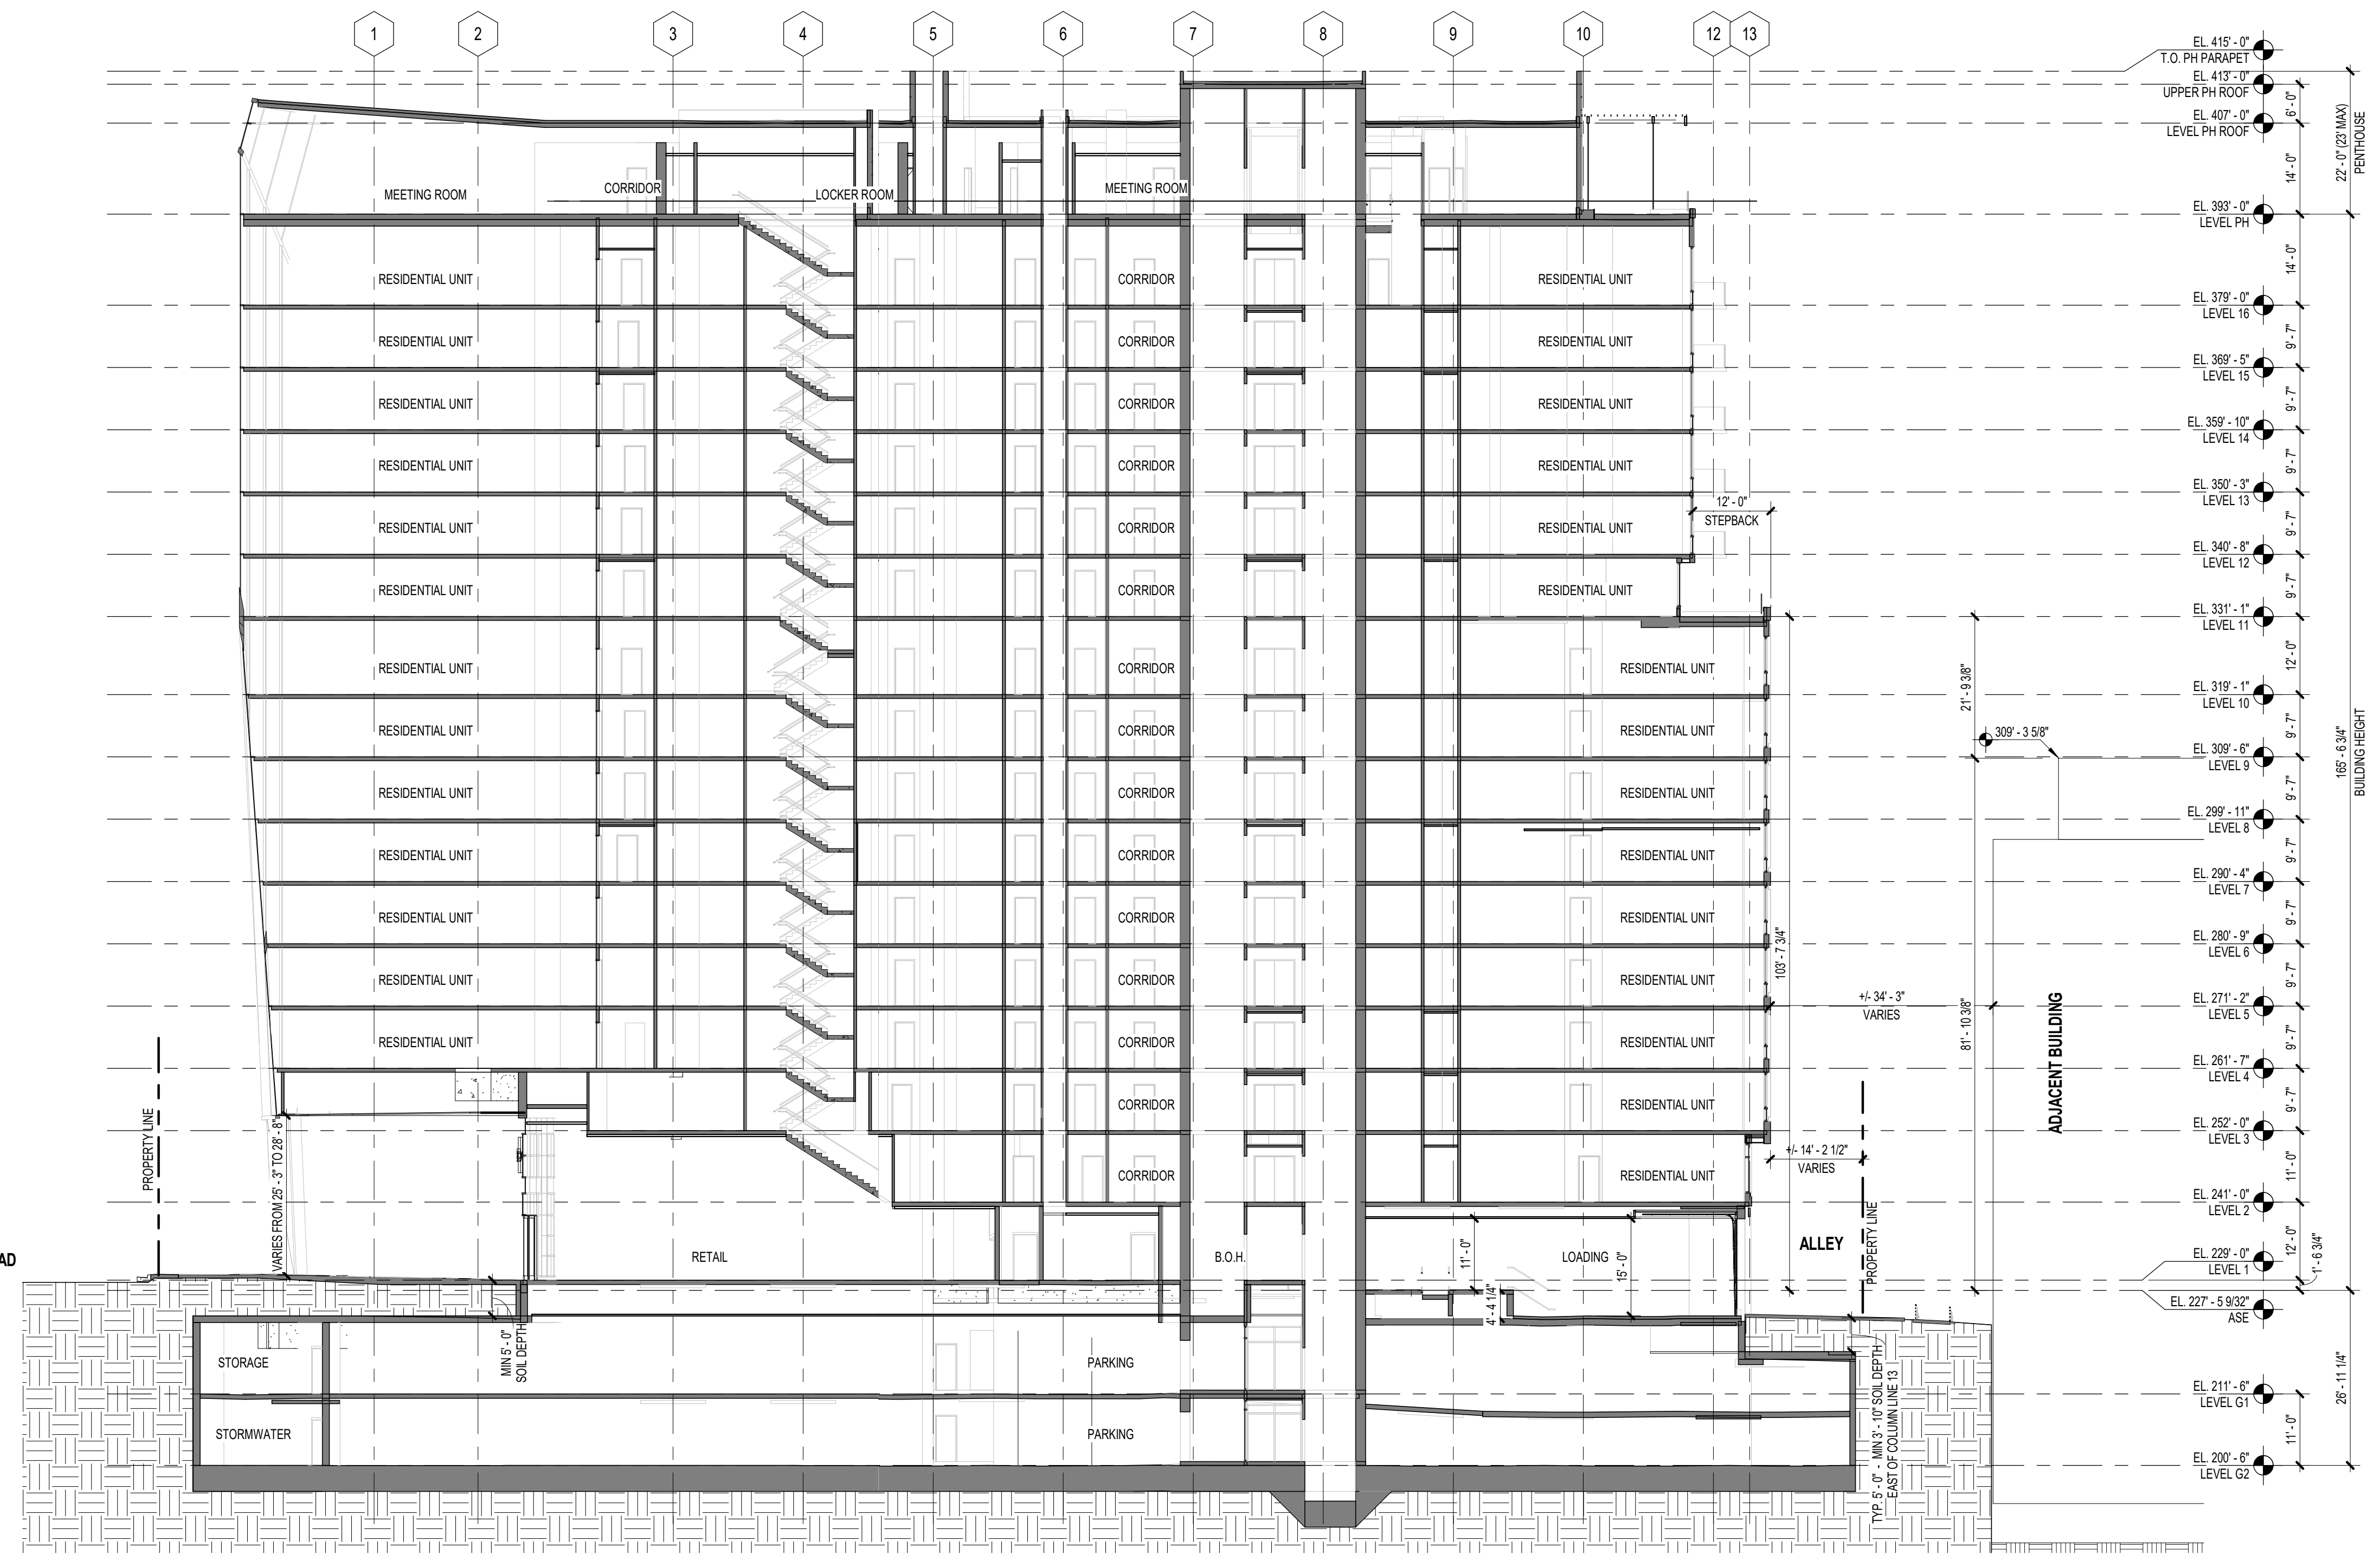 1 2 3 4 5 6 7 8 9 10 12 13
EL. 415' - 0"
T.O. PH PARAPET
EL. 413' - 0"
UPPER PH ROOF
6' - 0"
EL. 407' - 0"
LEVEL PH ROOF
14' - 0"
22' - 0" (23' MAX)
PENTHOUSE
MEETING ROOM
CORRIDOR
LOCKER ROOM
MEETING ROOM
EL. 393' - 0"
LEVEL PH
14' - 0"
RESIDENTIAL UNIT CORRIDOR RESIDENTIAL UNIT
EL. 379' - 0"
LEVEL 16
9' - 7"
RESIDENTIAL UNIT CORRIDOR RESIDENTIAL UNIT
EL. 369' - 5"
LEVEL 15
9' - 7"
RESIDENTIAL UNIT CORRIDOR RESIDENTIAL UNIT
EL. 359' - 10"
LEVEL 14
9' - 7"
RESIDENTIAL UNIT CORRIDOR RESIDENTIAL UNIT
EL. 350' - 3"
LEVEL 13
9' - 7"
12' - 0"
STEPBACK
RESIDENTIAL UNIT CORRIDOR RESIDENTIAL UNIT
EL. 340' - 8"
LEVEL 12
9' - 7"
RESIDENTIAL UNIT CORRIDOR RESIDENTIAL UNIT
EL. 331' - 1"
LEVEL 11
12' - 0"
21' - 9 3/8"
RESIDENTIAL UNIT CORRIDOR RESIDENTIAL UNIT
EL. 319' - 1"
LEVEL 10
9' - 7"
309' - 3 5/8"
RESIDENTIAL UNIT CORRIDOR RESIDENTIAL UNIT
EL. 309' - 6"
LEVEL 9
9' - 7"
165' - 6 3/4"
BUILDING HEIGHT
RESIDENTIAL UNIT CORRIDOR RESIDENTIAL UNIT
EL. 299' - 11"
LEVEL 8
9' - 7"
RESIDENTIAL UNIT CORRIDOR RESIDENTIAL UNIT
EL. 290' - 4"
LEVEL 7
9' - 7"
RESIDENTIAL UNIT CORRIDOR RESIDENTIAL UNIT
EL. 280' - 9"
LEVEL 6
9' - 7"
103' - 7 3/4"
RESIDENTIAL UNIT CORRIDOR RESIDENTIAL UNIT
EL. 271' - 2"
LEVEL 5
9' - 7"
+/- 34' - 3"
VARIES
81' - 10 3/8"
ADJACENT BUILDING
RESIDENTIAL UNIT CORRIDOR RESIDENTIAL UNIT
EL. 261' - 7"
LEVEL 4
9' - 7"
CORRIDOR RESIDENTIAL UNIT
EL. 252' - 0"
LEVEL 3
11' - 0"
+/- 14' - 2 1/2"
VARIES
PROPERTY LINE
VARIES FROM 25' - 3" TO 28' - 8"
CORRIDOR RESIDENTIAL UNIT
EL. 241' - 0"
LEVEL 2
12' - 0"
1' - 6 3/4"
AD
RETAIL
B.O.H.
11' - 0"
LOADING
15' - 0"
4' - 4 1/4"
ALLEY
PROPERTY LINE
EL. 229' - 0"
LEVEL 1
EL. 227' - 5 9/32"
ASE
STORAGE
MIN 5' - 0"
SOIL DEPTH
PARKING
TYP. 5' - 0" - MIN 3' - 10" SOIL DEPTH
EAST OF COLUMN LINE 13
EL. 211' - 6"
LEVEL G1
26' - 11 1/4"
11' - 0"
STORMWATER
PARKING
EL. 200' - 6"
LEVEL G2